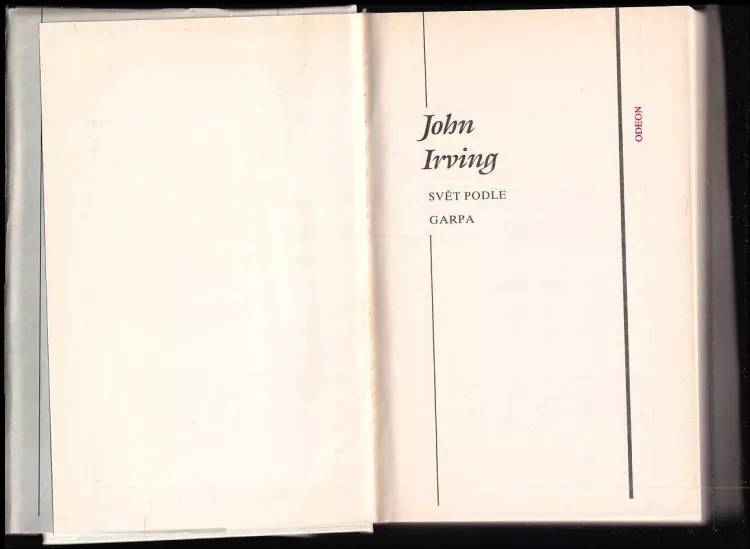 John
Irving
SVĚT PODLE
GARPA
ODEON